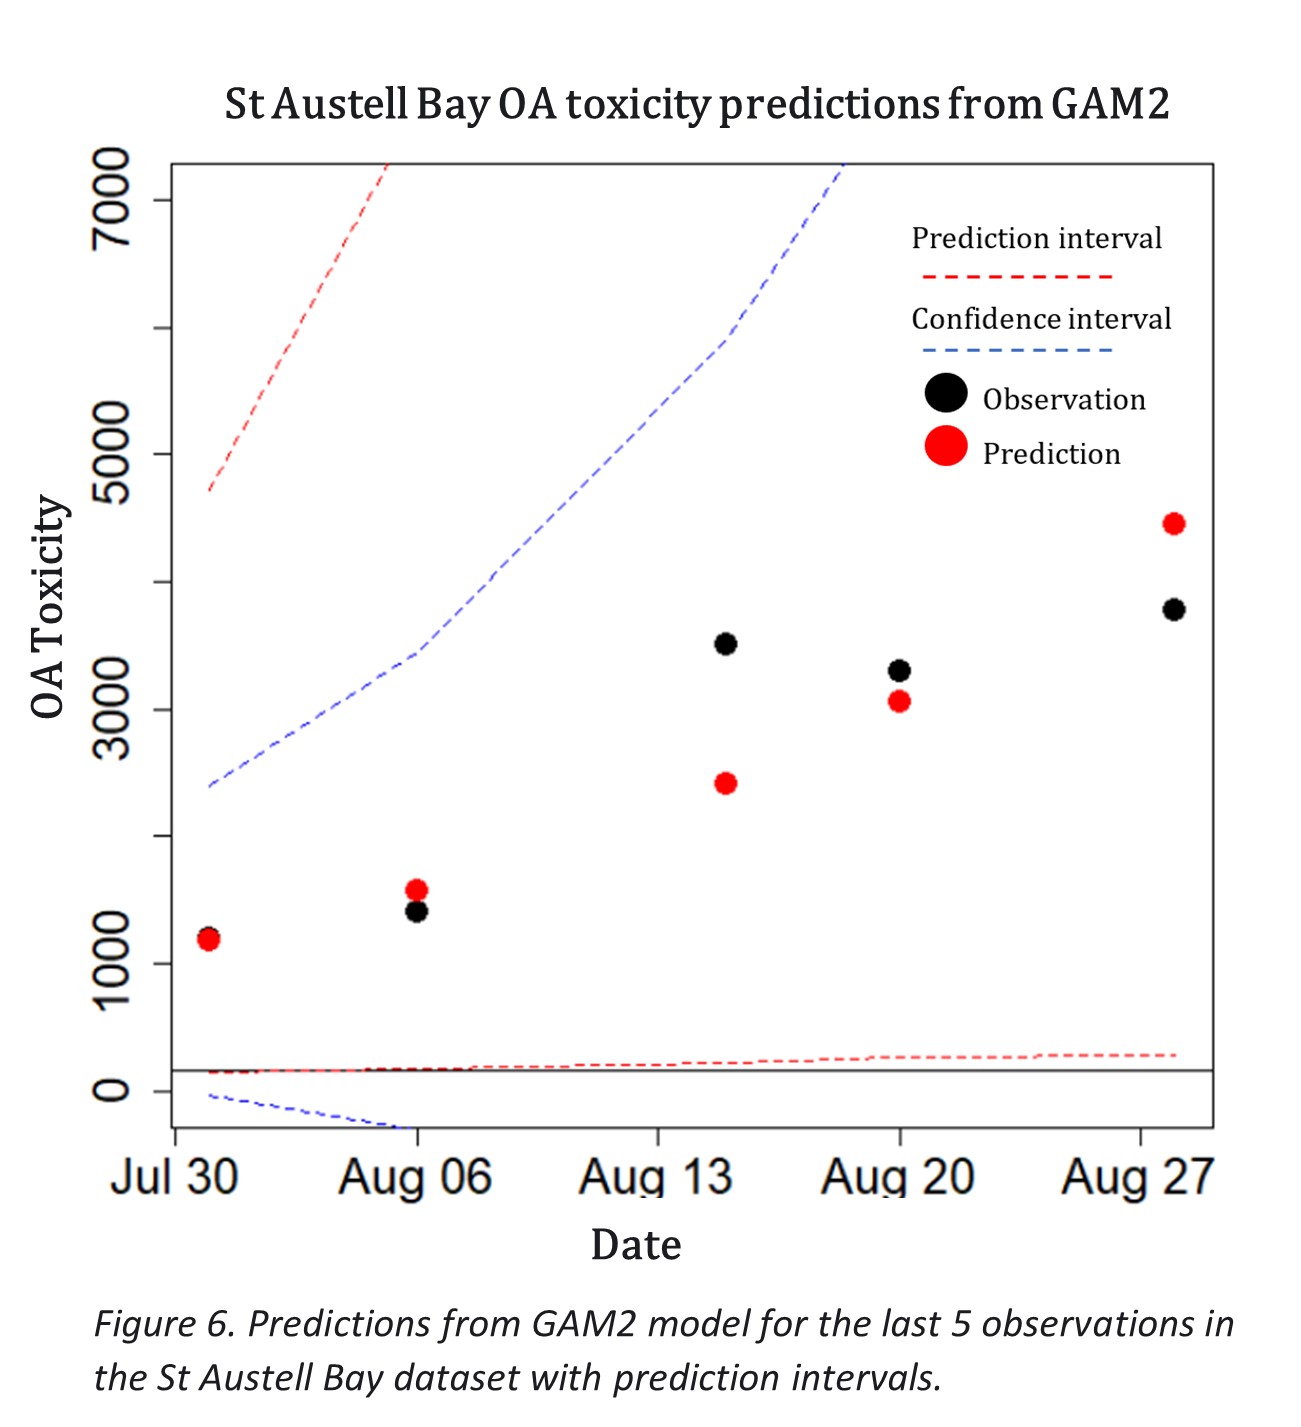 St Austell Bay OA toxicity predictions from GAM2
7000
5000
3000
1000
0
OA Toxicity
Prediction interval
Confidence interval
Observation
Prediction
Jul 30 Aug 06 Aug 13 Aug 20 Aug 27
Date
Figure 6. Predictions from GAM2 model for the last 5 observations in
the St Austell Bay dataset with prediction intervals.